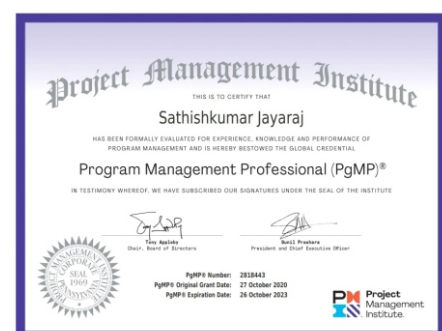 Project Management Institute
THIS IS TO CERTIFY THAT
Sathishkumar Jayaraj
HAS BEEN FORMALLY EVALUATED FOR EXPERIENCE, KNOWLEDGE AND PERFORMANCE OF
PROGRAM MANAGEMENT AND IS HEREBY BESTOWED THE GLOBAL CREDENTIAL
Program Management Professional (PgMP)®
IN TESTIMONY WHEREOF, WE HAVE SUBSCRIBED OUR SIGNATURES UNDER THE SEAL OF THE INSTITUTE
Tony Appleby
Chair, Board of Directors
Sunil Prashara
President and Chief Executive Officer
CORPORATE
SEAL
1969
PENNSYLVANIA
PgMP® Number: 2818443
PgMP® Original Grant Date: 27 October 2020
PgMP® Expiration Date: 26 October 2023
Project
Management
Institute.